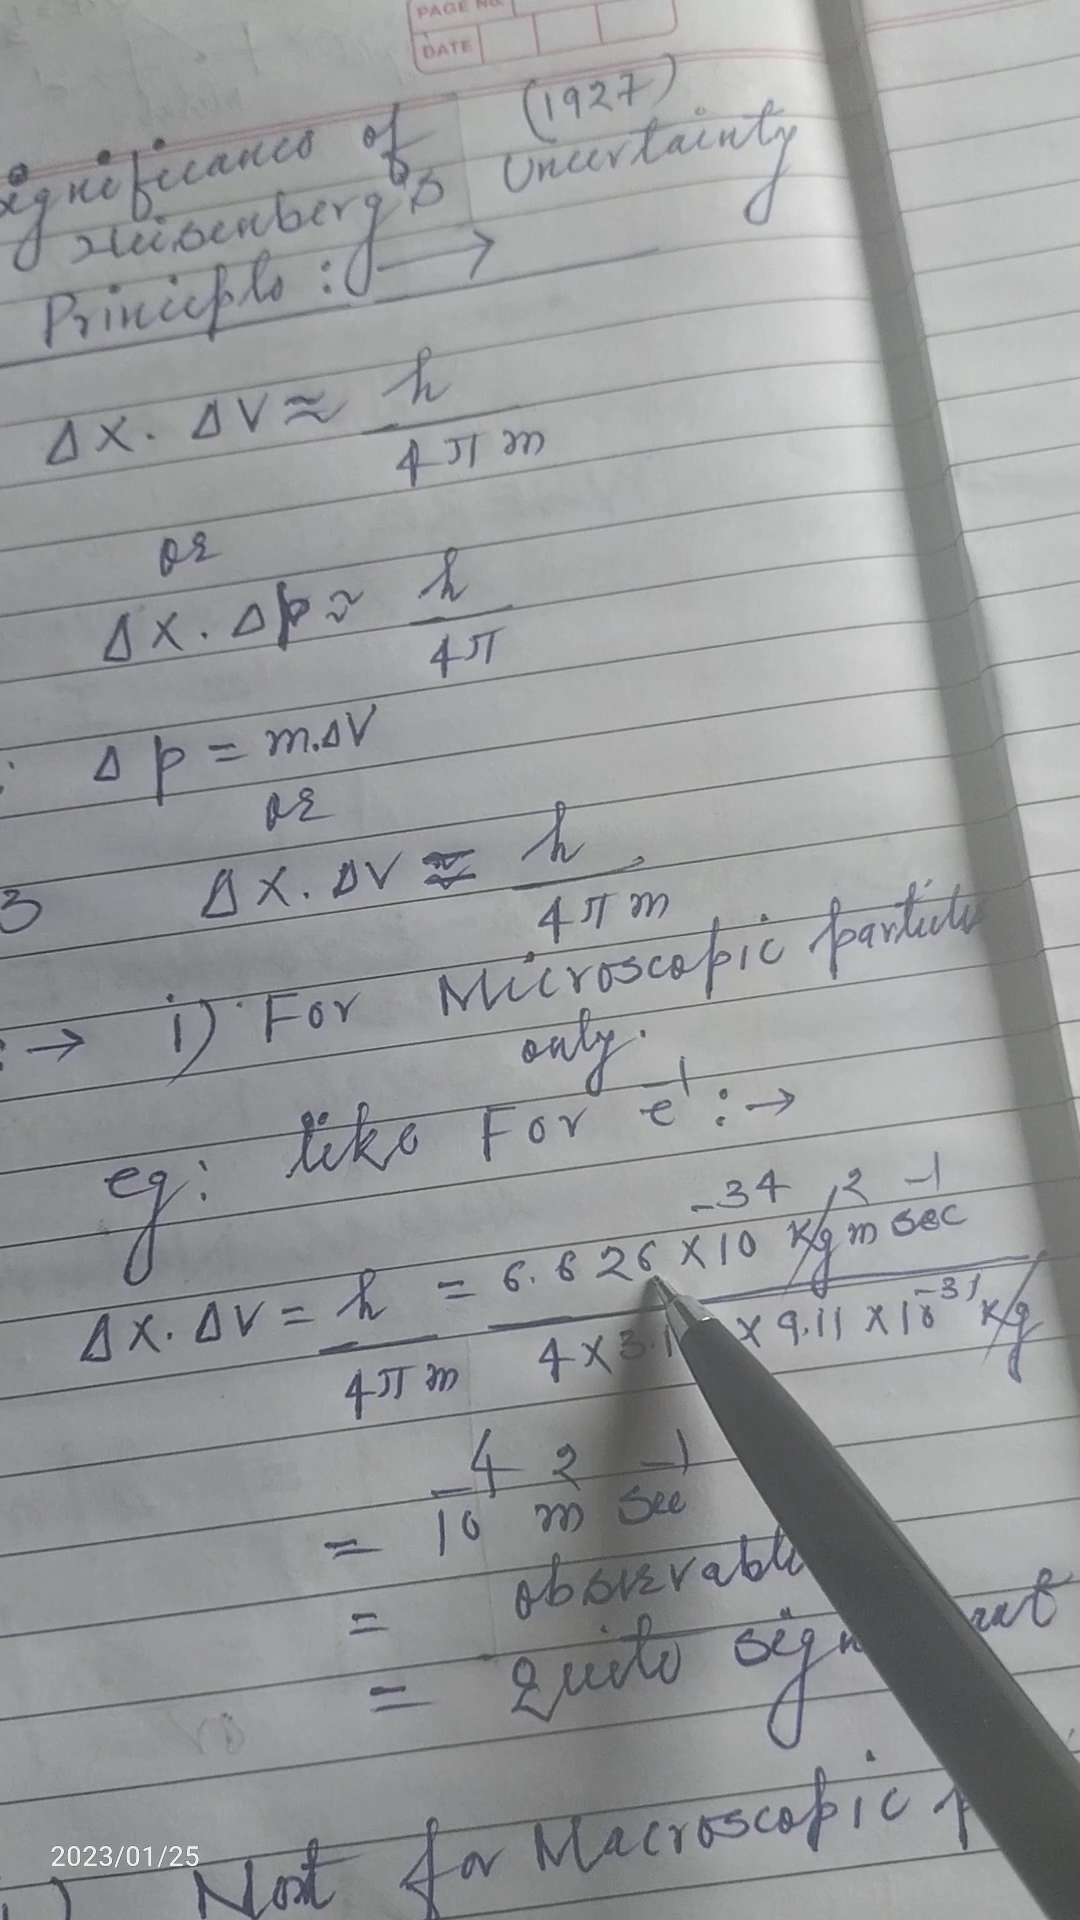 PAGE NO.
DATE
(1927)
Significance of
Heisenberg's Uncertainty
Principle :→
Δx. ΔV ≈ h / 4πm
or
Δx. Δp ≈ h / 4π
Δp = m.ΔV
or
3 Δx. ΔV ≈ h / 4πm
:→ i) For Microscopic particle
only.
eg: like For e⁻¹ :→
Δx. ΔV = h / 4πm = 6.626 × 10⁻³⁴ kg m² sec⁻¹ / 4 × 3.1 × 9.11 × 10⁻³¹ kg
= 10⁻⁴ m² sec⁻¹
= observable
= Quite
= Not for Macroscopic
2023/01/25